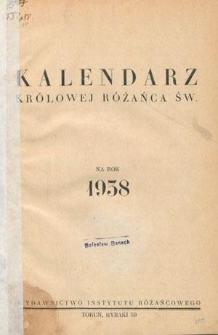 KALENDARZ
KRÓLOWEJ RÓŻAŃCA ŚW.
NA ROK
1938
WYDAWNICTWO INSTYTUTU RÓŻAŃCOWEGO
TORUŃ, RYBAKI 59